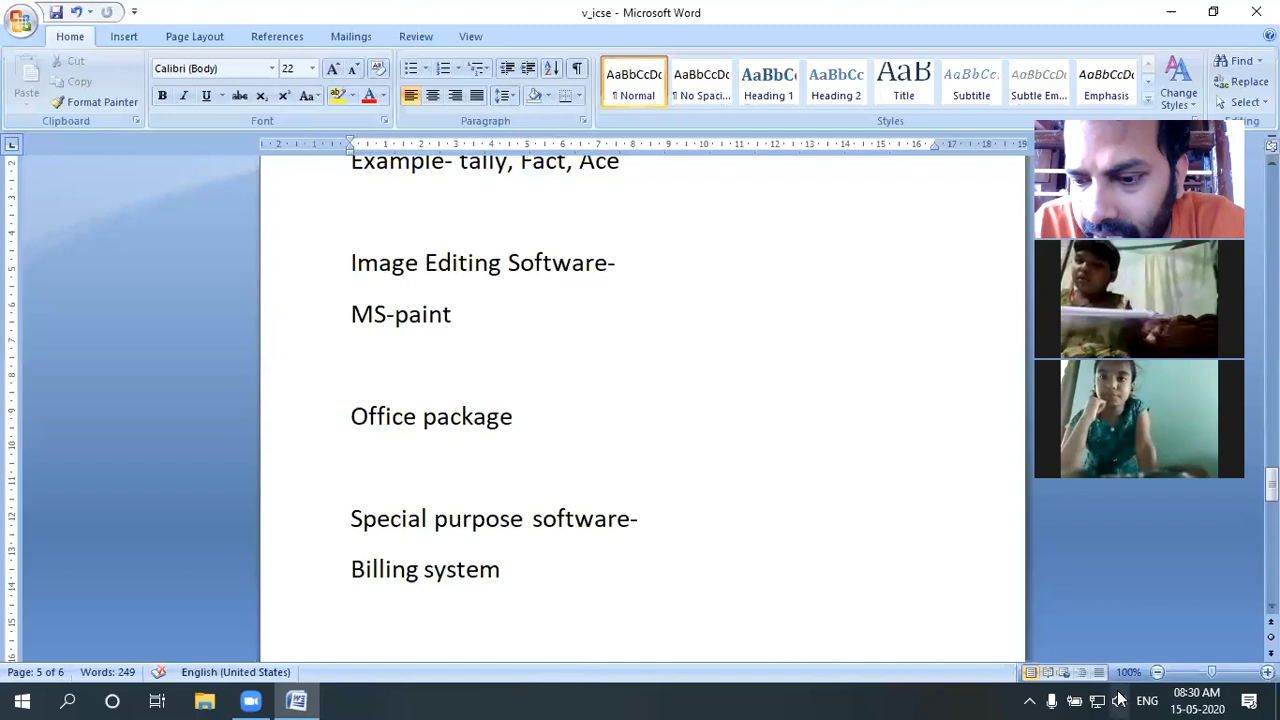 v_icse - Microsoft Word
Home Insert Page Layout References Mailings Review View
Paste
Cut
Copy
Format Painter
Clipboard
Calibri (Body) 22
Font
Paragraph
AaBbCcDc AaBbCcDc AaBbCc AaBbCc AaB AaBbCc. AaBbCcDc AaBbCcDc
¶ Normal ¶ No Spaci... Heading 1 Heading 2 Title Subtitle Subtle Em... Emphasis
Change Styles
Styles
Find
Replace
Select
Editing
Example- tally, Fact, Ace
Image Editing Software-
MS-paint
Office package
Special purpose software-
Billing system
Page: 5 of 6 Words: 249 English (United States) 100%
ENG 08:30 AM
15-05-2020